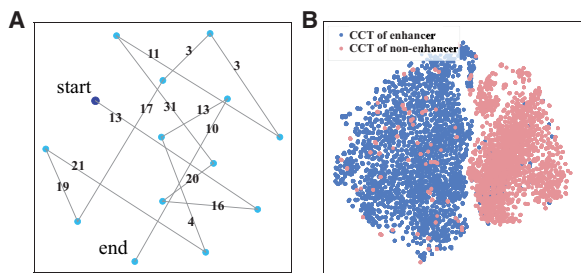 A
start
end
11
3
3
17
31
13
13
10
21
19
20
16
4
B
CCT of enhancer
CCT of non-enhancer